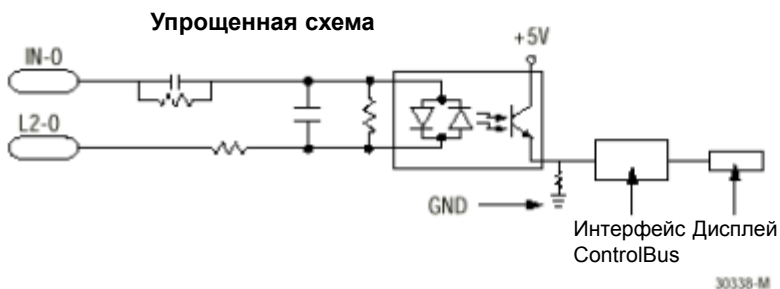 Упрощенная схема
+5V
IN-0
L2-0
GND
Интерфейс Дисплей
ControlBus
30338-M